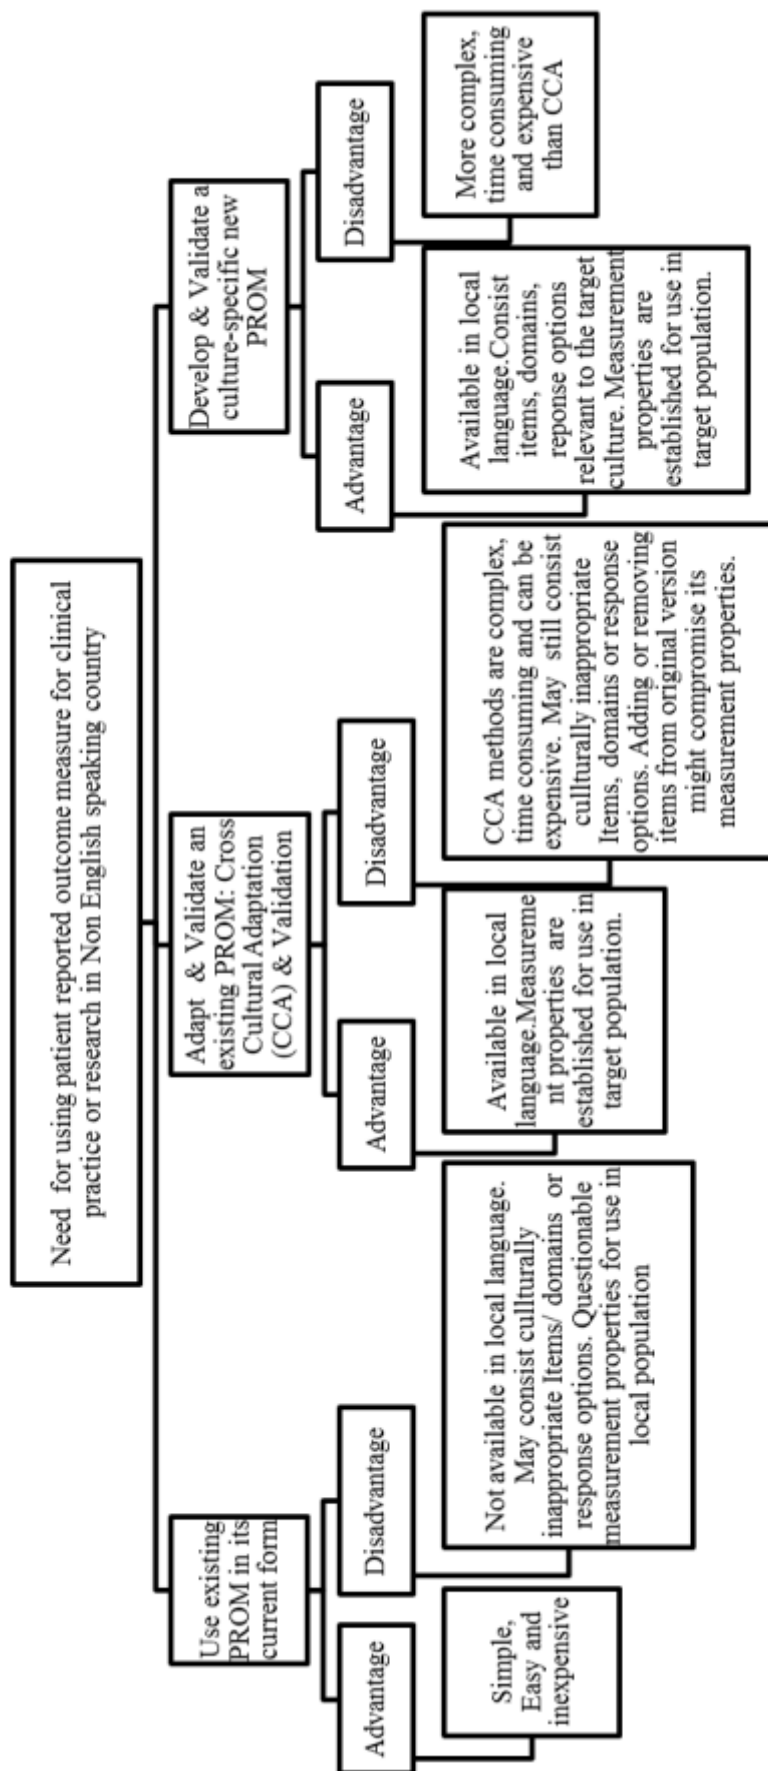 Need for using patient reported outcome measure for clinical
practice or research in Non English speaking country
Use existing
PROM in its
current form
Advantage
Simple,
Easy and
inexpensive
Disadvantage
Not available in local language.
May consist cullturally
inappropriate Items/ domains or
response options. Questionable
measurement properties for use in
local population
Adapt & Validate an
existing PROM: Cross
Cultural Adaptation
(CCA) & Validation
Advantage
Available in local
language.Measureme
nt properties are
established for use in
target population.
Disadvantage
CCA methods are complex,
time consuming and can be
expensive. May still consist
cullturally inappropriate
Items, domains or response
options. Adding or removing
items from original version
might compromise its
measurement properties.
Develop & Validate a
culture-specific new
PROM
Advantage
Available in local
language.Consist
items, domains,
reponse options
relevant to the target
culture. Measurement
properties are
established for use in
target population.
Disadvantage
More complex,
time consuming
and expensive
than CCA